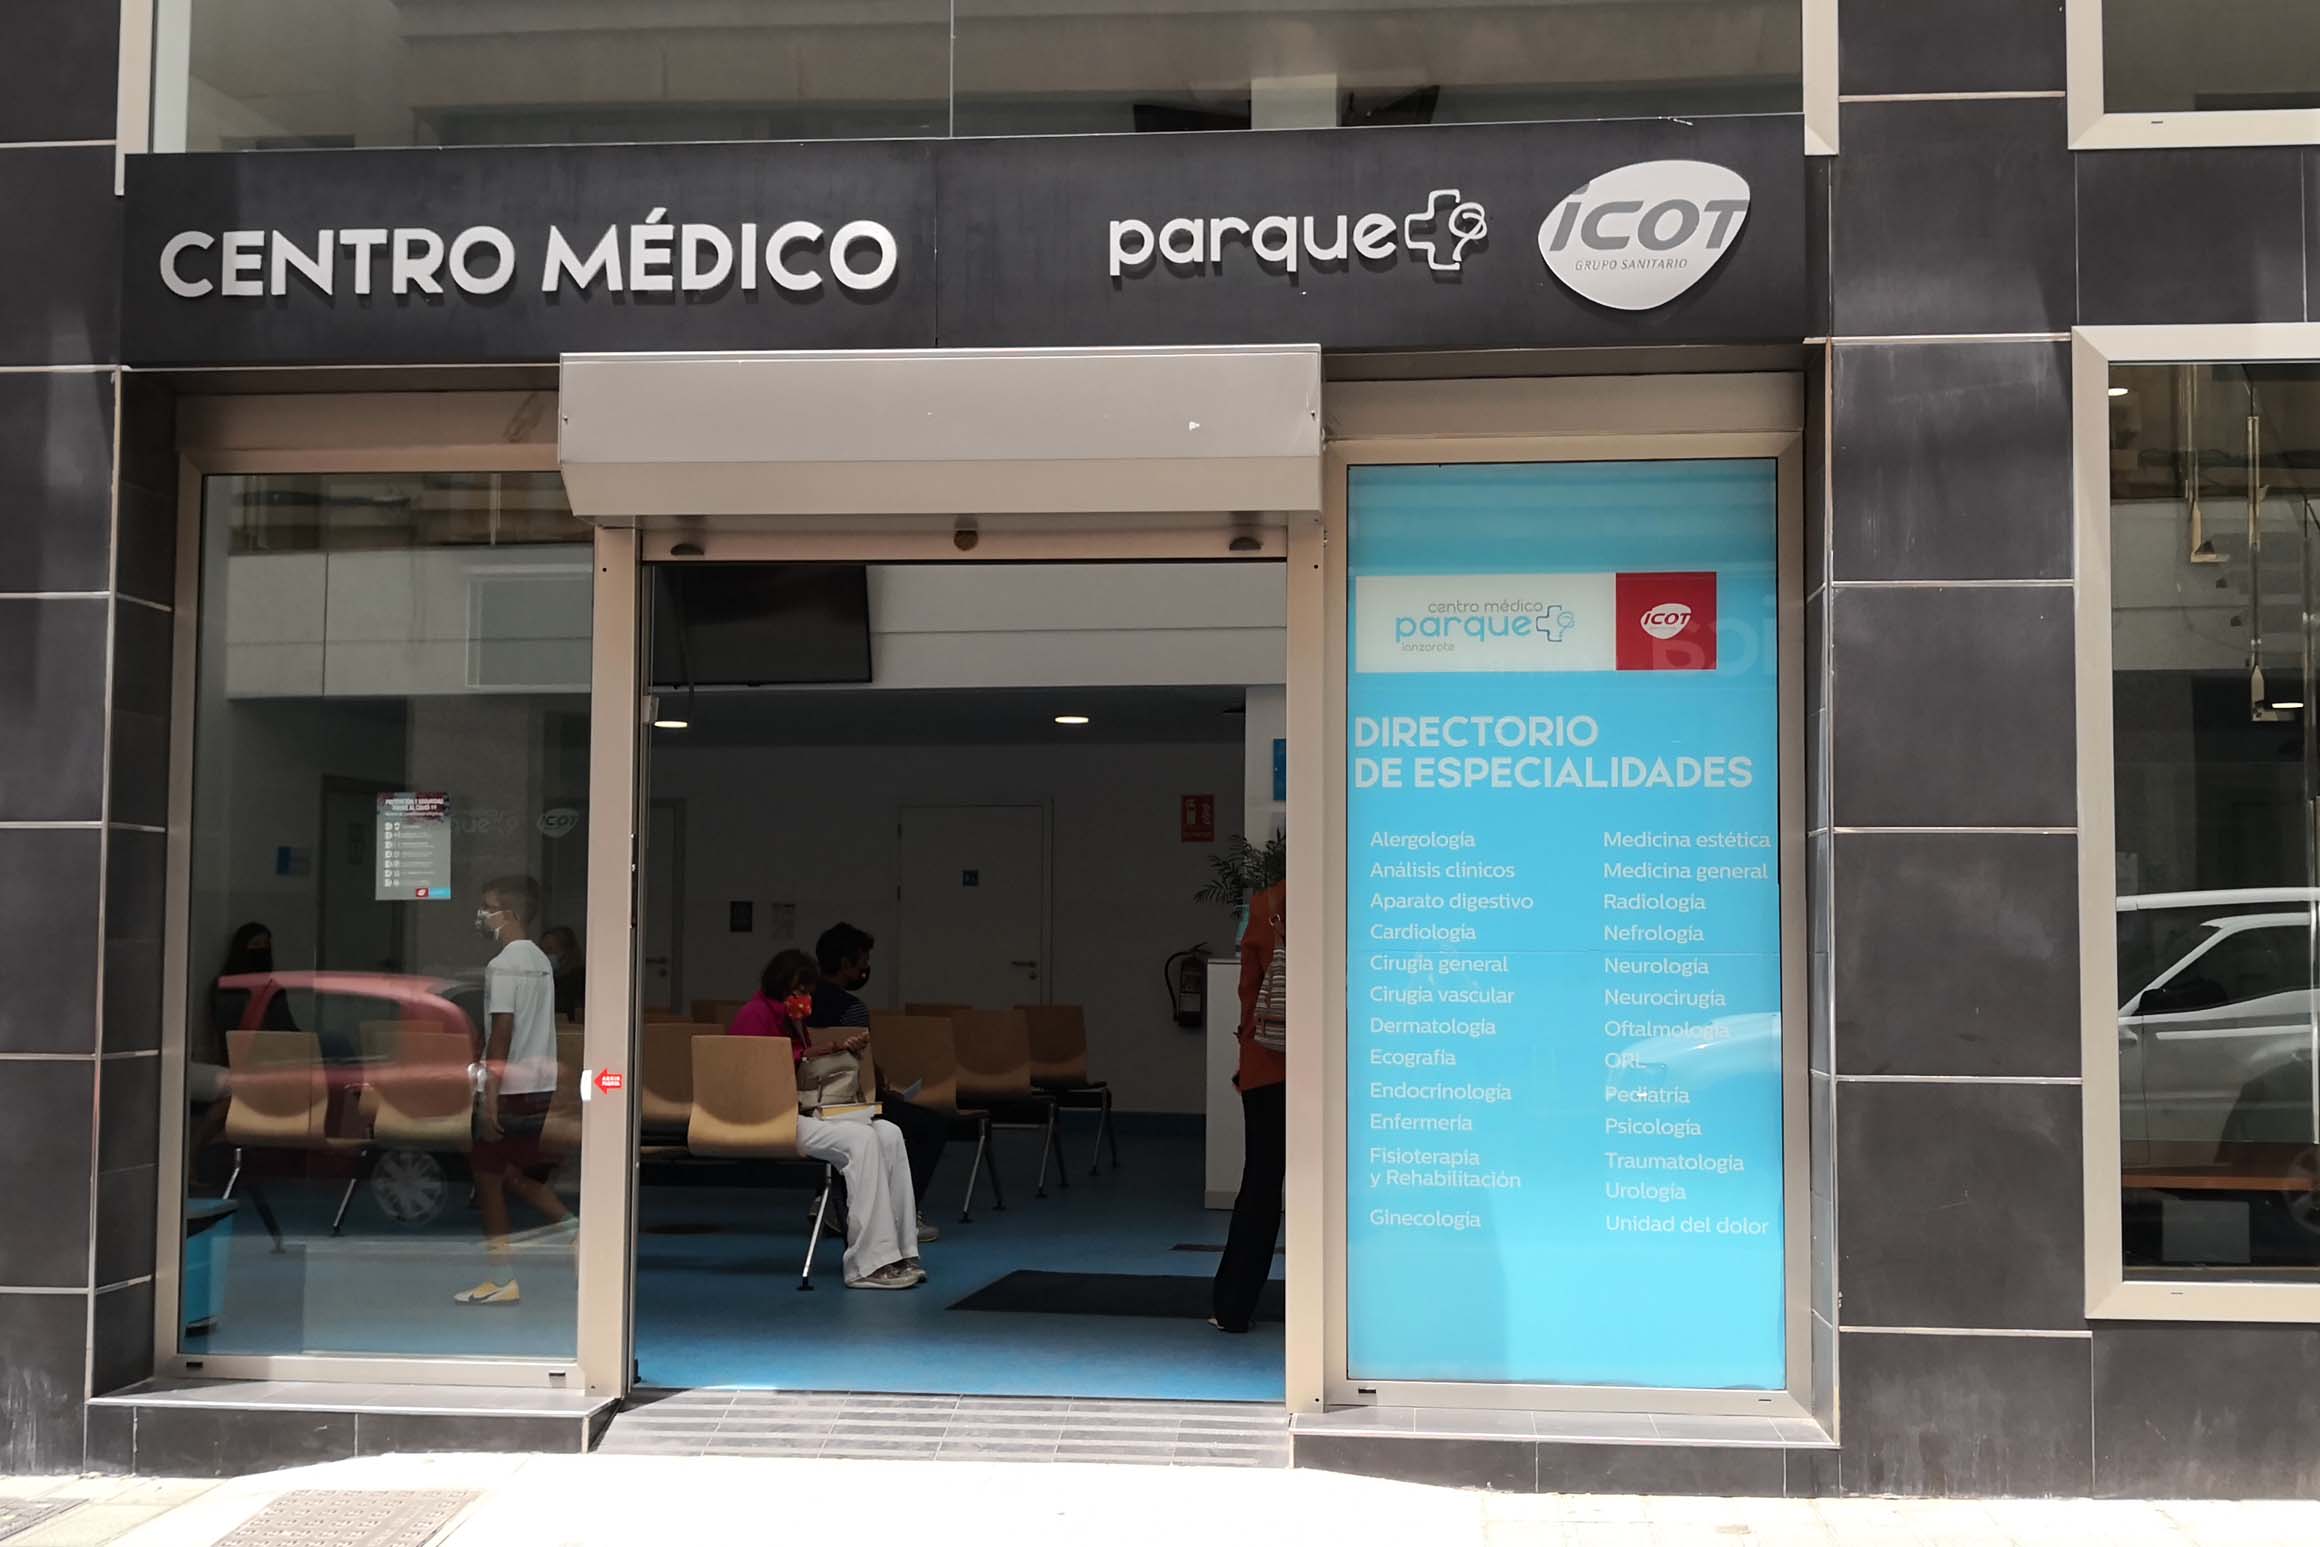 CENTRO MÉDICO
parque
iCOT
GRUPO SANITARIO
centro médico
parque
lanzarote
iCOT
DIRECTORIO
DE ESPECIALIDADES
Alergología
Análisis clínicos
Aparato digestivo
Cardiología
Cirugía general
Cirugía vascular
Dermatología
Ecografía
Endocrinología
Enfermería
Fisioterapia
y Rehabilitación
Ginecología
Medicina estética
Medicina general
Radiología
Nefrología
Neurología
Neurocirugía
Oftalmología
ORL
Pediatría
Psicología
Traumatología
Urología
Unidad del dolor